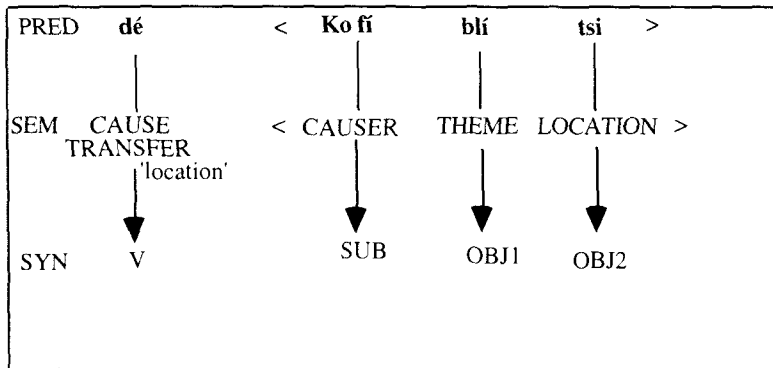 PRED dé < Ko fí blí tsi >
SEM CAUSE < CAUSER THEME LOCATION >
TRANSFER
'location'
SYN V SUB OBJ1 OBJ2